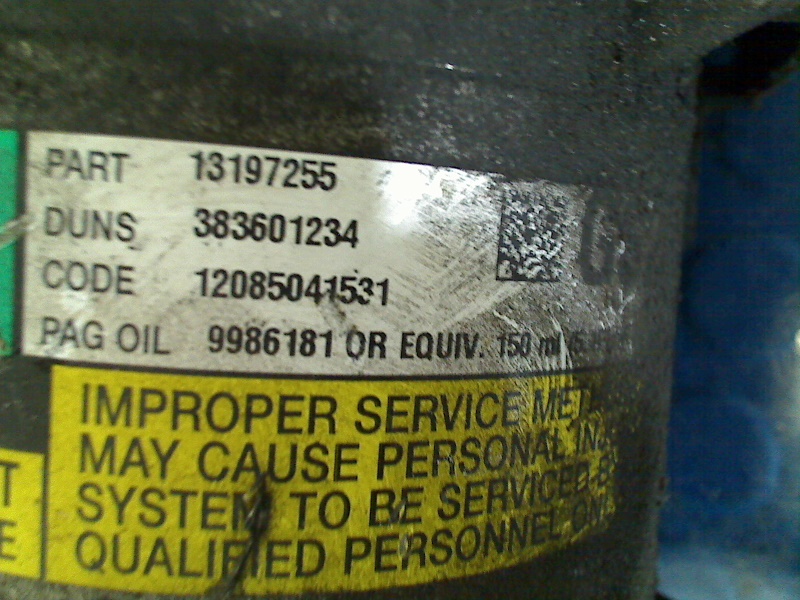 PART 13197255
DUNS 383601234
CODE 12085041531
PAG OIL 9986181 OR EQUIV. 150 ml
IMPROPER SERVICE
MAY CAUSE PERSONAL
SYSTEM TO BE SERVICED
QUALIFIED PERSONNEL